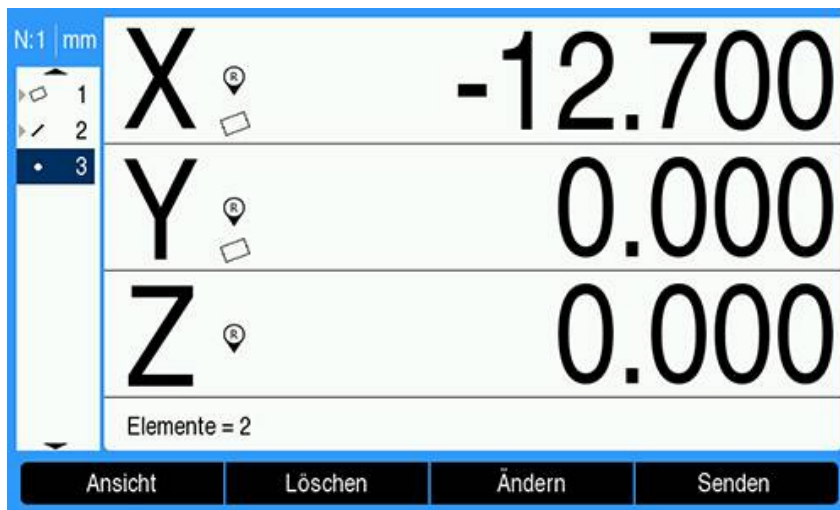 N:1 mm
1
2
3
X R -12.700
Y R 0.000
Z R 0.000
Elemente = 2
Ansicht Löschen Ändern Senden